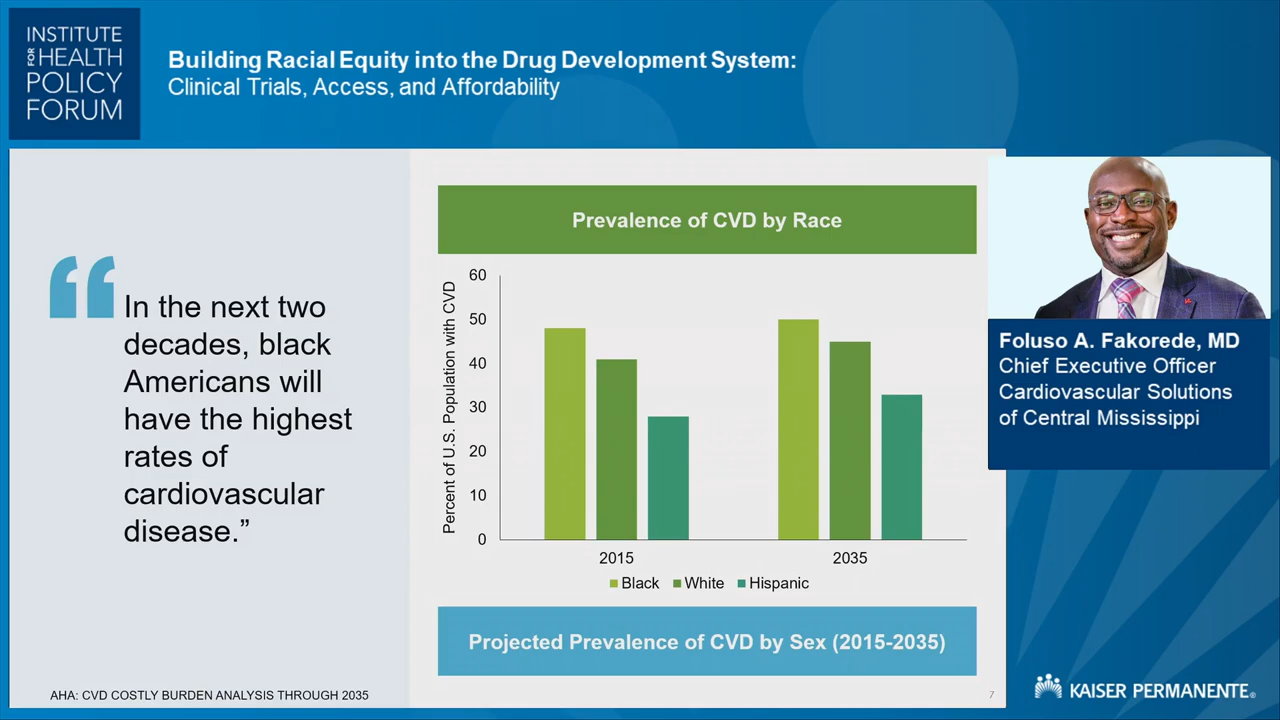 INSTITUTE
FOR HEALTH
POLICY
FORUM
Building Racial Equity into the Drug Development System:
Clinical Trials, Access, and Affordability
“
In the next two
decades, black
Americans will
have the highest
rates of
cardiovascular
disease.”
AHA: CVD COSTLY BURDEN ANALYSIS THROUGH 2035
Prevalence of CVD by Race
Percent of U.S. Population with CVD
60
50
40
30
20
10
0
2015 2035
Black White Hispanic
Projected Prevalence of CVD by Sex (2015-2035)
7
Foluso A. Fakorede, MD
Chief Executive Officer
Cardiovascular Solutions
of Central Mississippi
KAISER PERMANENTE®